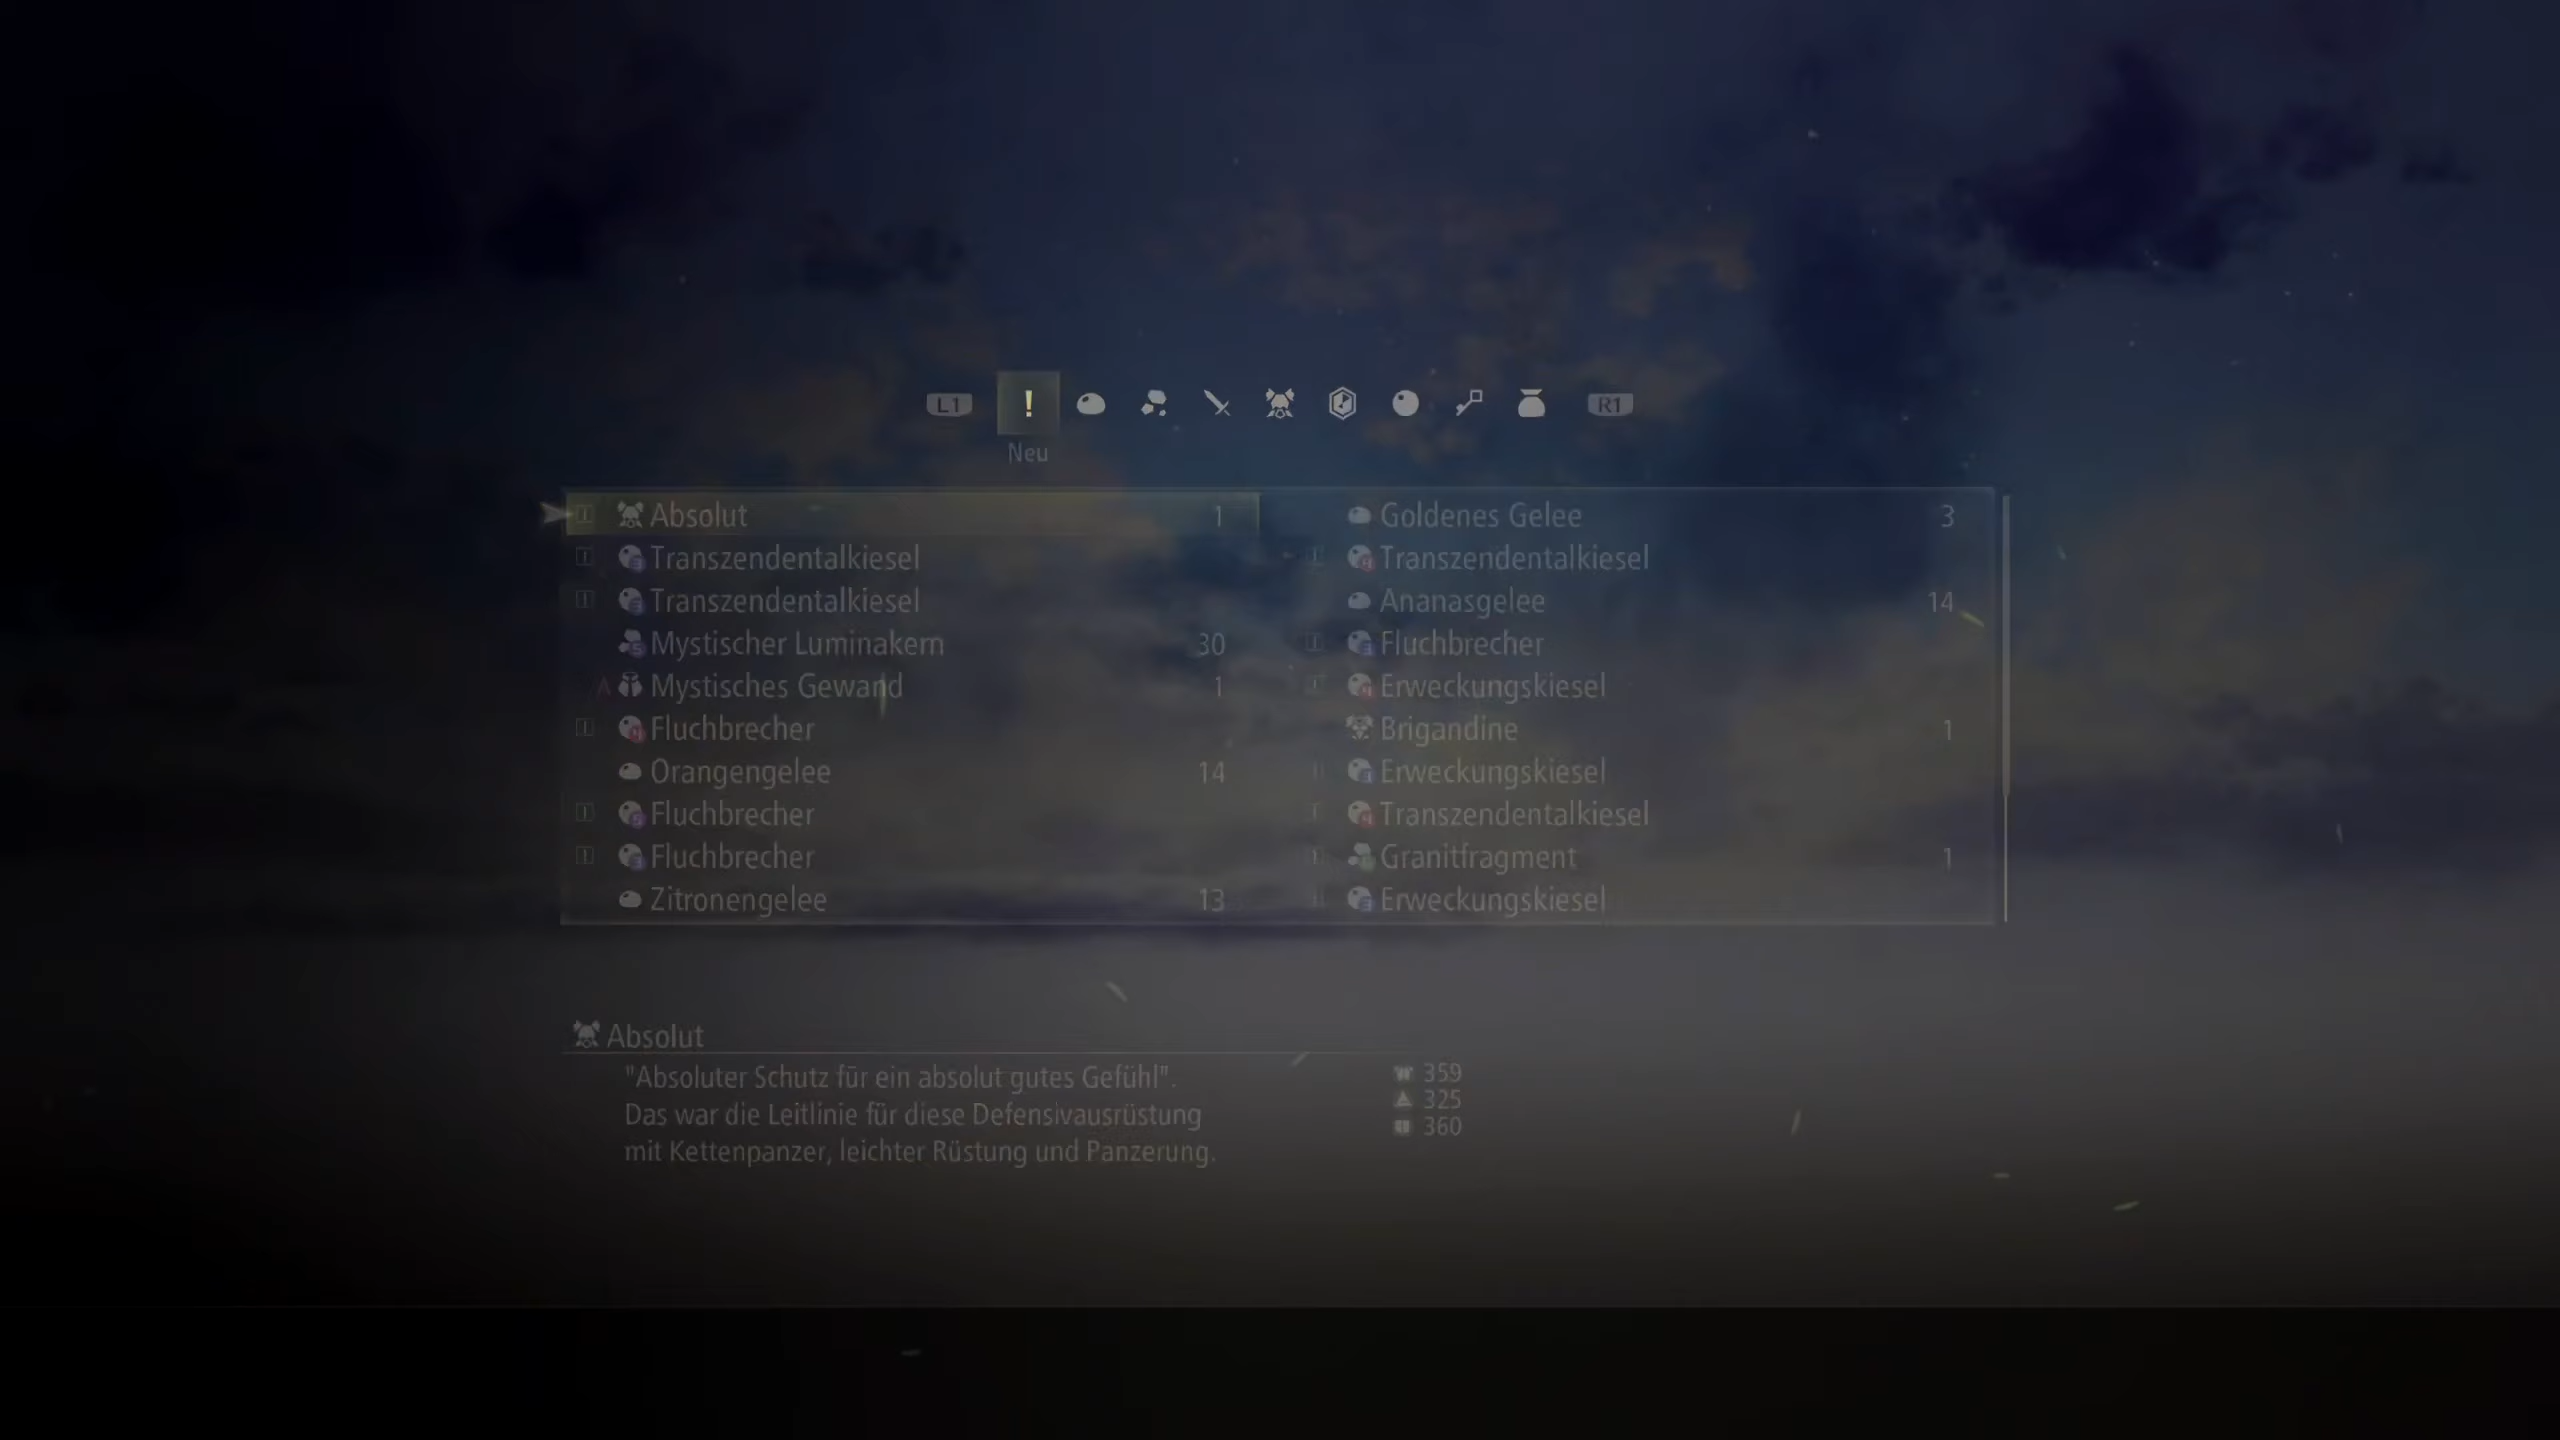 L1 ! R1
Neu
Absolut 1 Goldenes Gelee 3
Transzendentalkiesel Transzendentalkiesel
Transzendentalkiesel Ananasgelee 14
Mystischer Luminakern 30 Fluchbrecher
A Mystisches Gewand 1 Erweckungskiesel
Fluchbrecher Brigandine 1
Orangengelee 14 Erweckungskiesel
Fluchbrecher Transzendentalkiesel
Fluchbrecher Granitfragment 1
Zitronengelee 13 Erweckungskiesel
Absolut
"Absoluter Schutz für ein absolut gutes Gefühl". 359
Das war die Leitlinie für diese Defensivausrüstung 325
mit Kettenpanzer, leichter Rüstung und Panzerung. 360